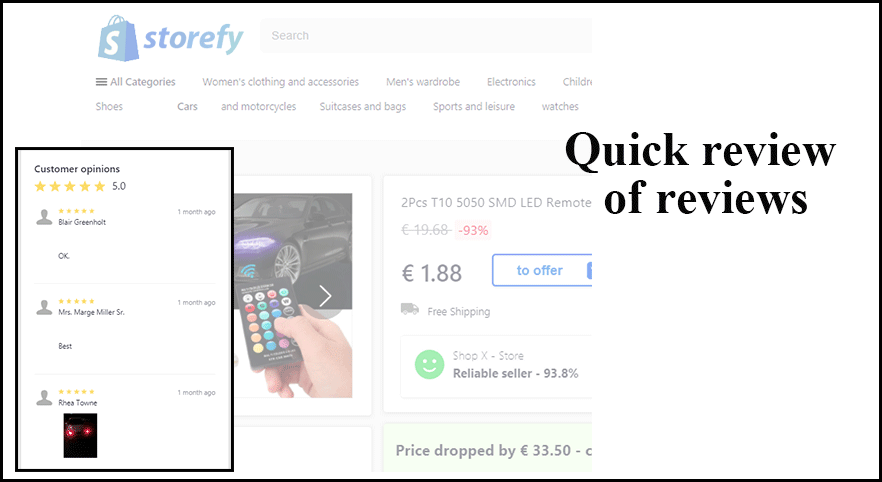 storefy
Search
All Categories Women's clothing and accessories Men's wardrobe Electronics Childre
Shoes Cars and motorcycles Suitcases and bags Sports and leisure watches
Quick review
of reviews
Customer opinions
5.0
1 month ago
Blair Greenholt
OK.
1 month ago
Mrs. Marge Miller Sr.
Best
1 month ago
Rhea Towne
2Pcs T10 5050 SMD LED Remote
€ 19.68 -93%
€ 1.88 to offer
Free Shipping
Shop X - Store
Reliable seller - 93.8%
Price dropped by € 33.50 - c